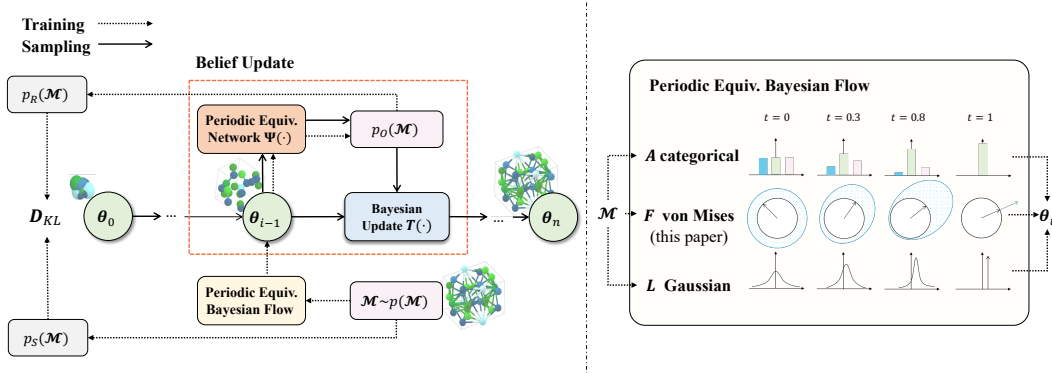 Training
Sampling
Belief Update
p_R(𝓜)
Periodic Equiv.
Network Ψ(·)
p_O(𝓜)
D_KL
θ_0
...
θ_{i−1}
Bayesian
Update T(·)
...
θ_n
Periodic Equiv.
Bayesian Flow
𝓜~p(𝓜)
p_S(𝓜)
Periodic Equiv. Bayesian Flow
t = 0
t = 0.3
t = 0.8
t = 1
A categorical
𝓜
F von Mises
(this paper)
L Gaussian